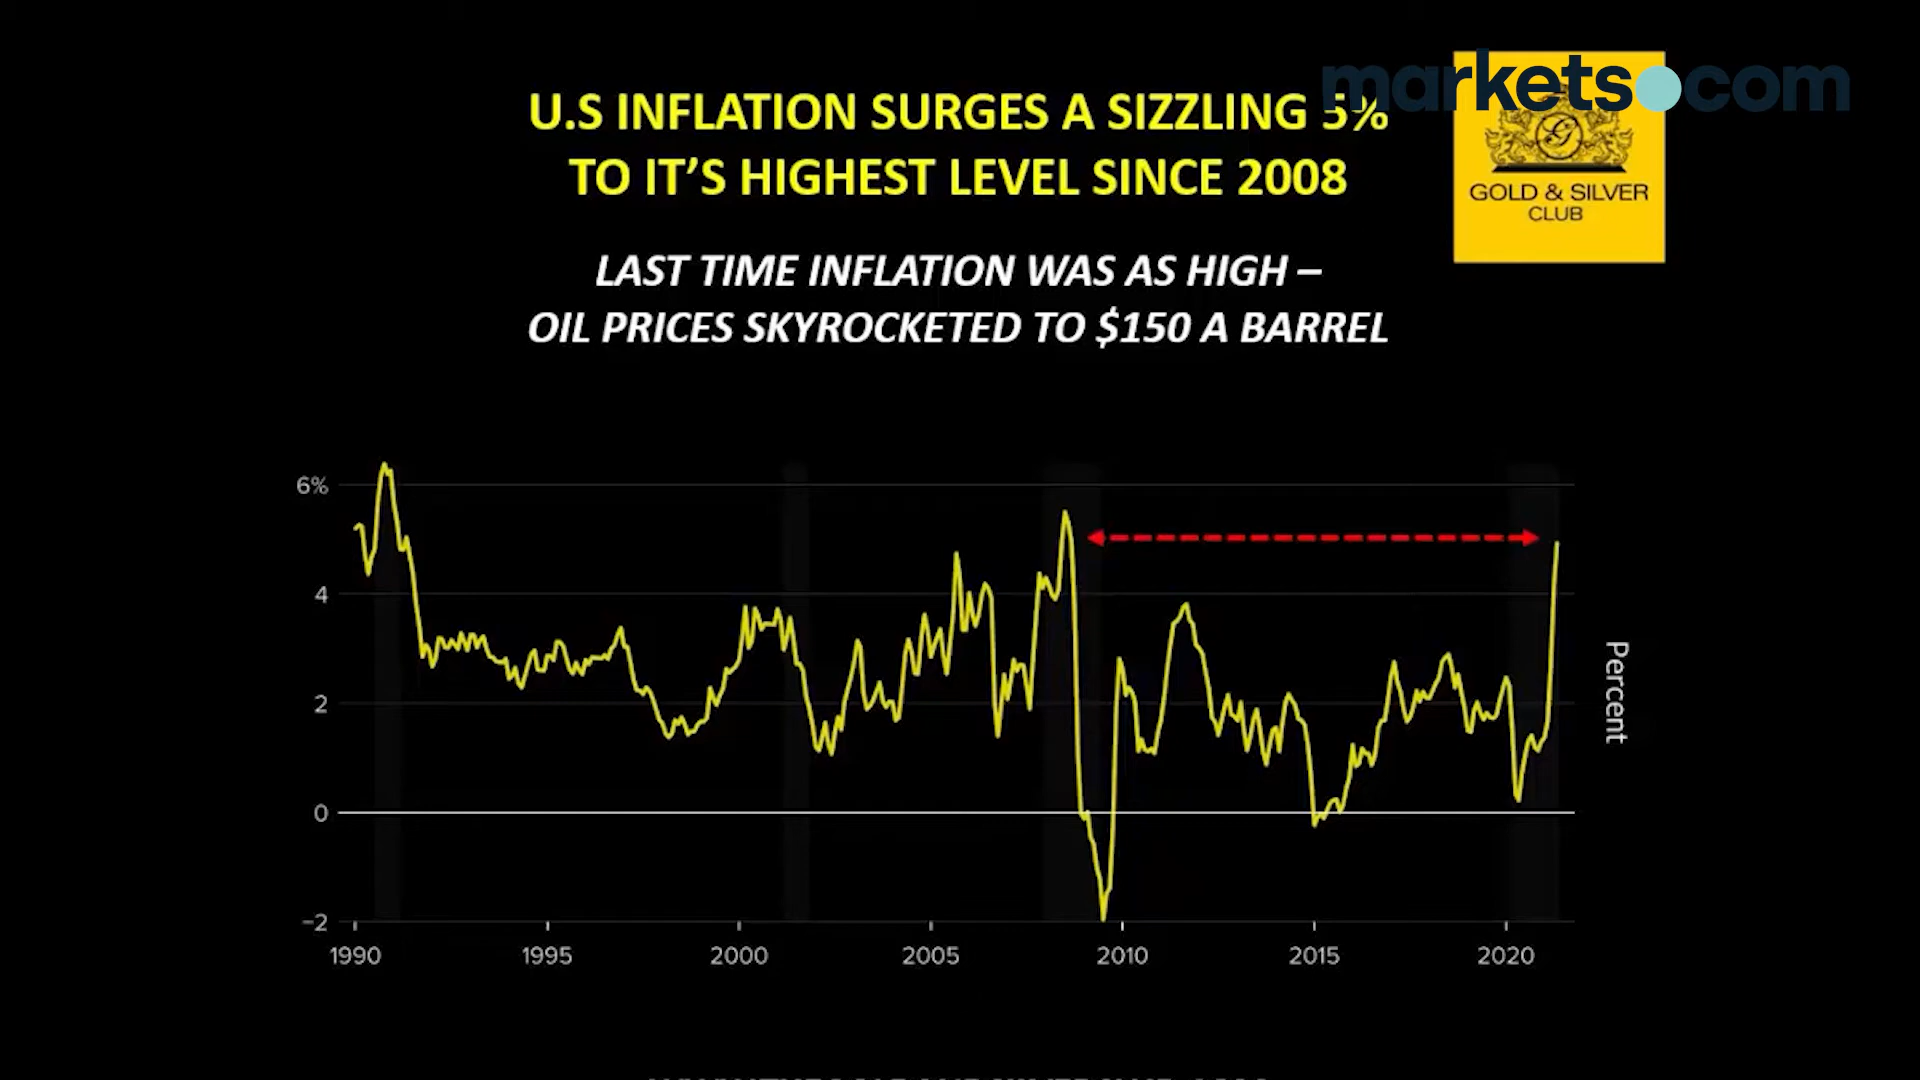 markets.com
U.S INFLATION SURGES A SIZZLING 5%
TO IT’S HIGHEST LEVEL SINCE 2008
GOLD & SILVER
CLUB
LAST TIME INFLATION WAS AS HIGH –
OIL PRICES SKYROCKETED TO $150 A BARREL
6%
4
2
0
−2
Percent
1990 1995 2000 2005 2010 2015 2020